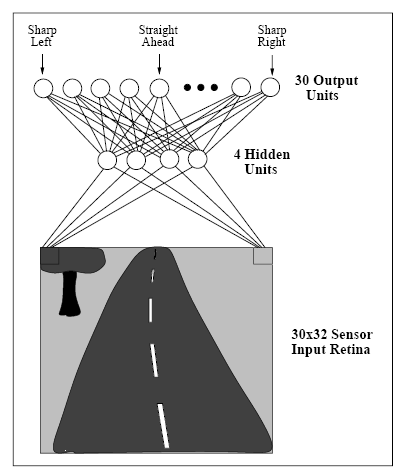 Sharp
Left
Straight
Ahead
Sharp
Right
30 Output
Units
4 Hidden
Units
30x32 Sensor
Input Retina